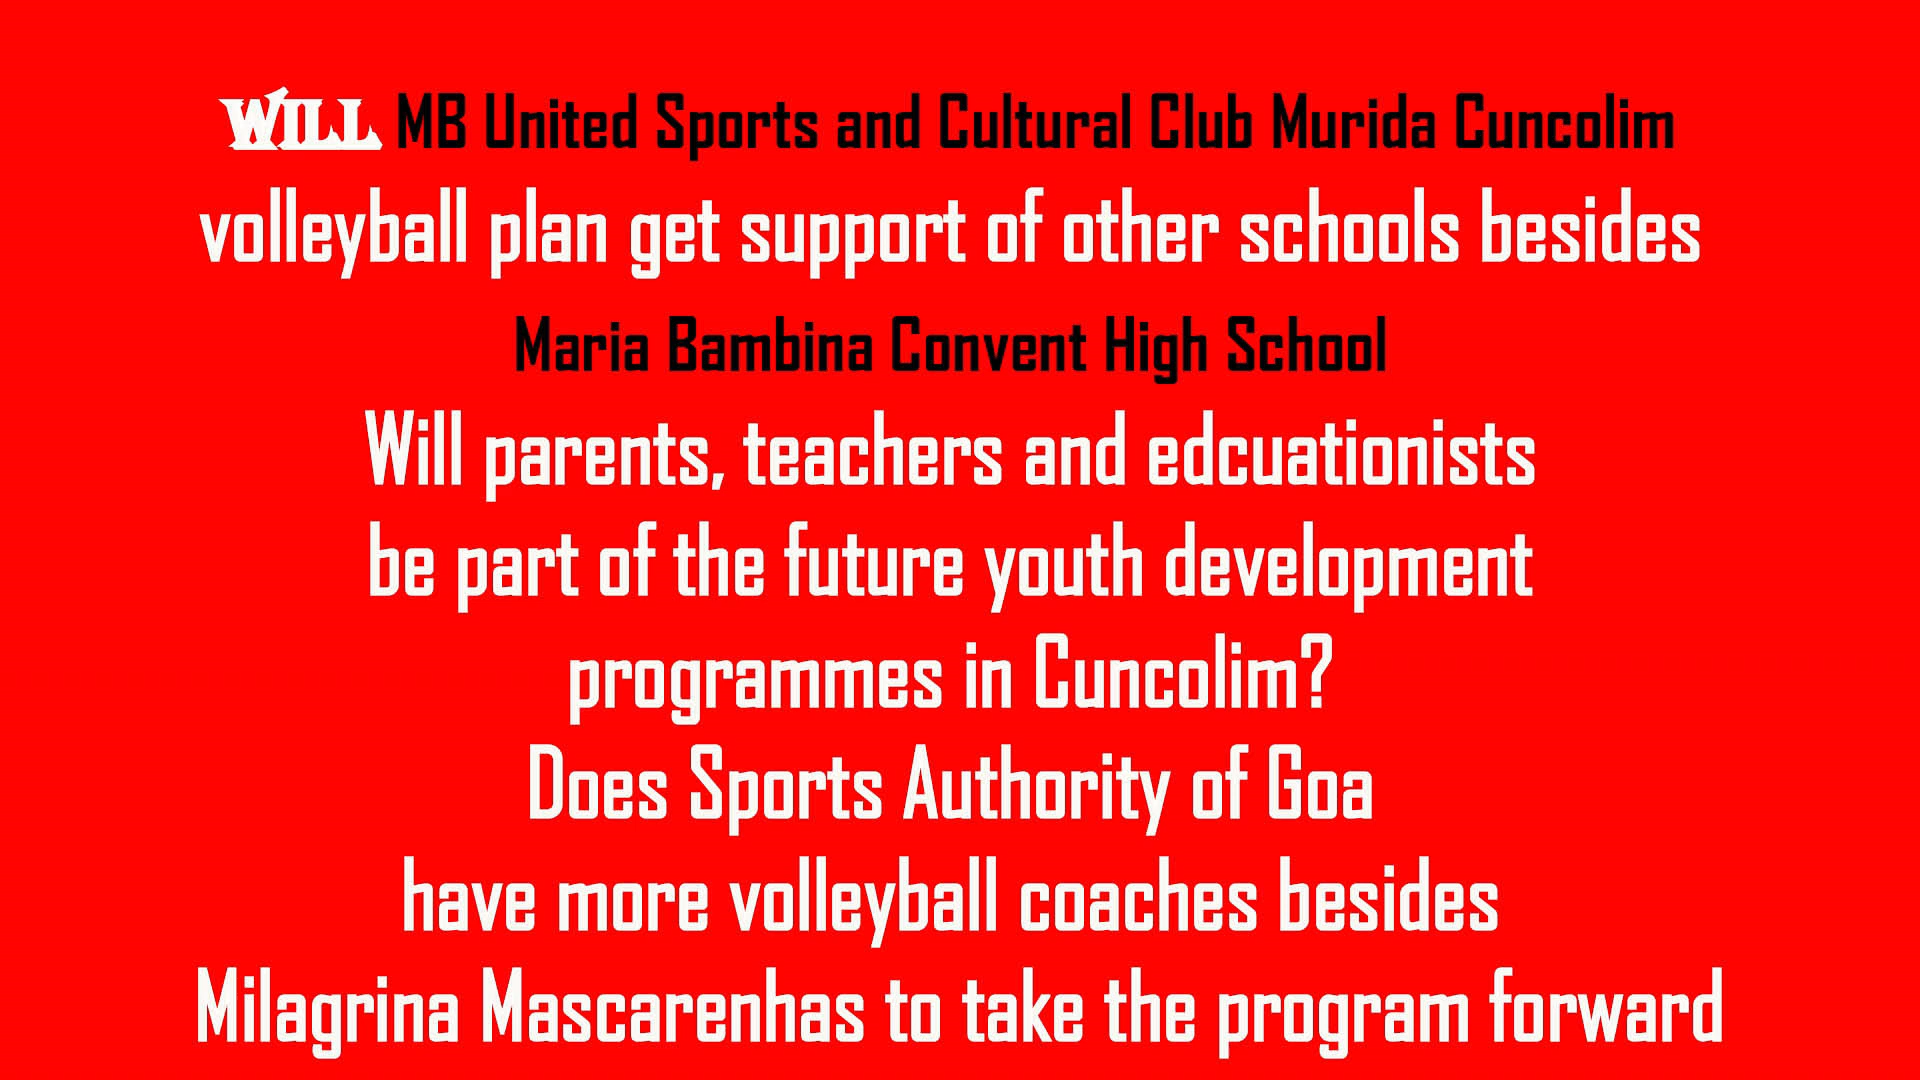 WILL MB United Sports and Cultural Club Murida Cuncolim
volleyball plan get support of other schools besides
Maria Bambina Convent High School
Will parents, teachers and edcuationists
be part of the future youth development
programmes in Cuncolim?
Does Sports Authority of Goa
have more volleyball coaches besides
Milagrina Mascarenhas to take the program forward